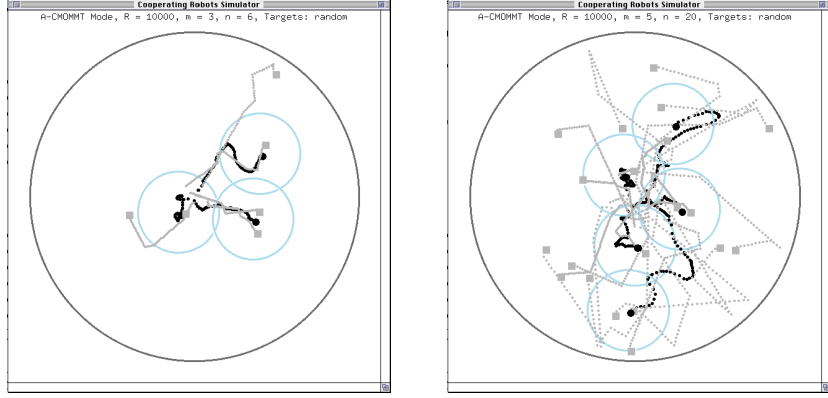 Cooperating Robots Simulator
A-CMOMMT Mode, R = 10000, m = 3, n = 6, Targets: random
Cooperating Robots Simulator
A-CMOMMT Mode, R = 10000, m = 5, n = 20, Targets: random